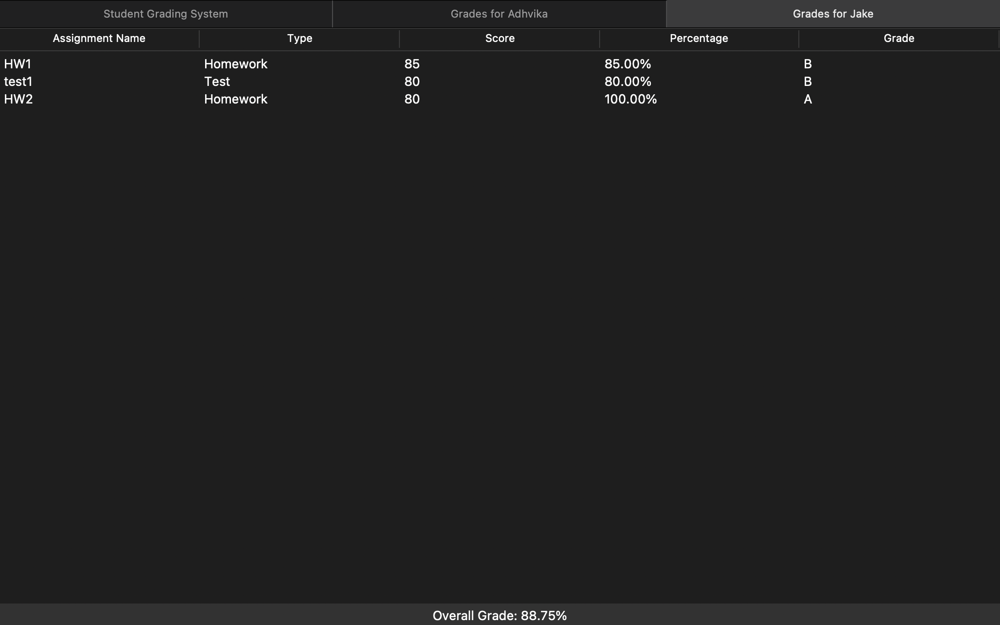 Student Grading System Grades for Adhvika Grades for Jake
Assignment Name Type Score Percentage Grade
HW1 Homework 85 85.00% B
test1 Test 80 80.00% B
HW2 Homework 80 100.00% A
Overall Grade: 88.75%